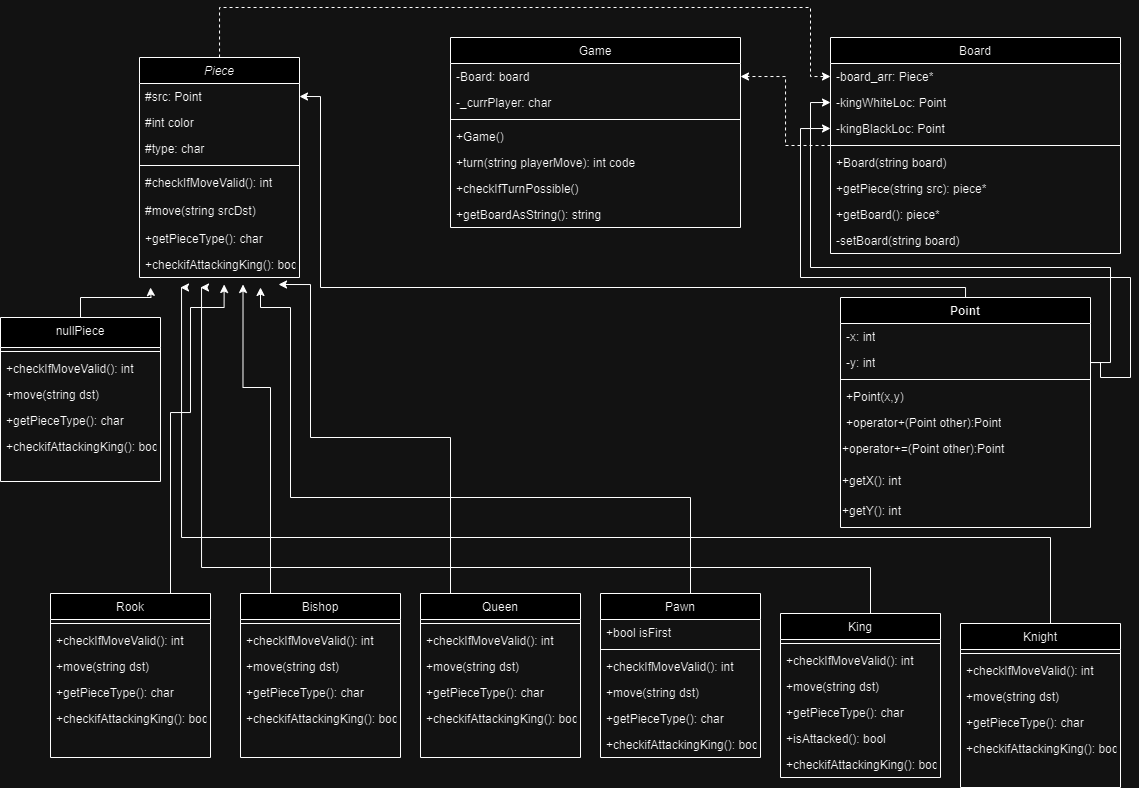 Piece
#src: Point
#int color
#type: char
#checkIfMoveValid(): int
#move(string srcDst)
+getPieceType(): char
+checkifAttackingKing(): boc
Game
-Board: board
-_currPlayer: char
+Game()
+turn(string playerMove): int code
+checkIfTurnPossible()
+getBoardAsString(): string
Board
-board_arr: Piece*
-kingWhiteLoc: Point
-kingBlackLoc: Point
+Board(string board)
+getPiece(string src): piece*
+getBoard(): piece*
-setBoard(string board)
nullPiece
+checkIfMoveValid(): int
+move(string dst)
+getPieceType(): char
+checkifAttackingKing(): boc
Point
-x: int
-y: int
+Point(x,y)
+operator+(Point other):Point
+operator+=(Point other):Point
+getX(): int
+getY(): int
Rook
+checkIfMoveValid(): int
+move(string dst)
+getPieceType(): char
+checkifAttackingKing(): boc
Bishop
+checkIfMoveValid(): int
+move(string dst)
+getPieceType(): char
+checkifAttackingKing(): boc
Queen
+checkIfMoveValid(): int
+move(string dst)
+getPieceType(): char
+checkifAttackingKing(): boc
Pawn
+bool isFirst
+checkIfMoveValid(): int
+move(string dst)
+getPieceType(): char
+checkifAttackingKing(): boc
King
+checkIfMoveValid(): int
+move(string dst)
+getPieceType(): char
+isAttacked(): bool
+checkifAttackingKing(): boc
Knight
+checkIfMoveValid(): int
+move(string dst)
+getPieceType(): char
+checkifAttackingKing(): boc